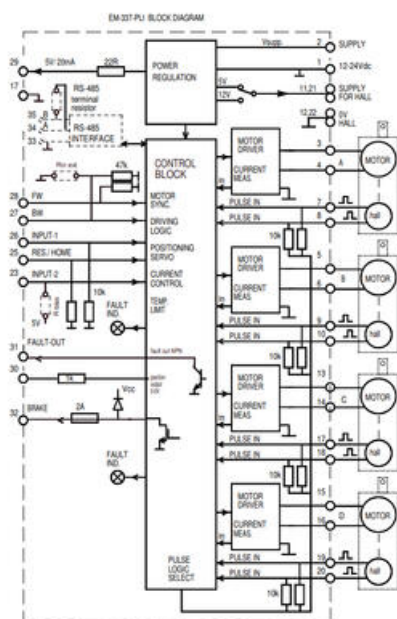 EM-337-PLI BLOCK DIAGRAM
29
5V/ 20mA
22R
POWER
REGULATION
Vsupp.
2
SUPPLY
1
12-24Vdc
17
5V
12V
11,21
SUPPLY
FOR HALL
12,22
0V
HALL
RS-485
terminal
resistor
35
B
34
A
33
RS-485
INTERFACE
CONTROL
BLOCK
47k
28
FW
MOTOR
SYNC.
27
BW
DRIVING
LOGIC
26
INPUT-1
POSITIONING
SERVO
25
RES./ HOME
23
INPUT-2
CURRENT
CONTROL
10k
5V
TEMP
LIMIT
FAULT
IND.
31
FAULT-OUT
fault out NPN
30
1k
32
BRAKE
2A
Vcc
FAULT
IND.
PULSE
LOGIC
SELECT
MOTOR
DRIVER
CURRENT
MEAS
3
4
A
MOTOR
PULSE IN
7
PULSE IN
8
hall
10k
MOTOR
DRIVER
CURRENT
MEAS
5
6
B
MOTOR
PULSE IN
9
PULSE IN
10
hall
10k
MOTOR
DRIVER
CURRENT
MEAS
13
14
C
MOTOR
PULSE IN
17
PULSE IN
18
hall
10k
MOTOR
DRIVER
CURRENT
MEAS
15
16
D
MOTOR
PULSE IN
19
PULSE IN
20
hall
10k